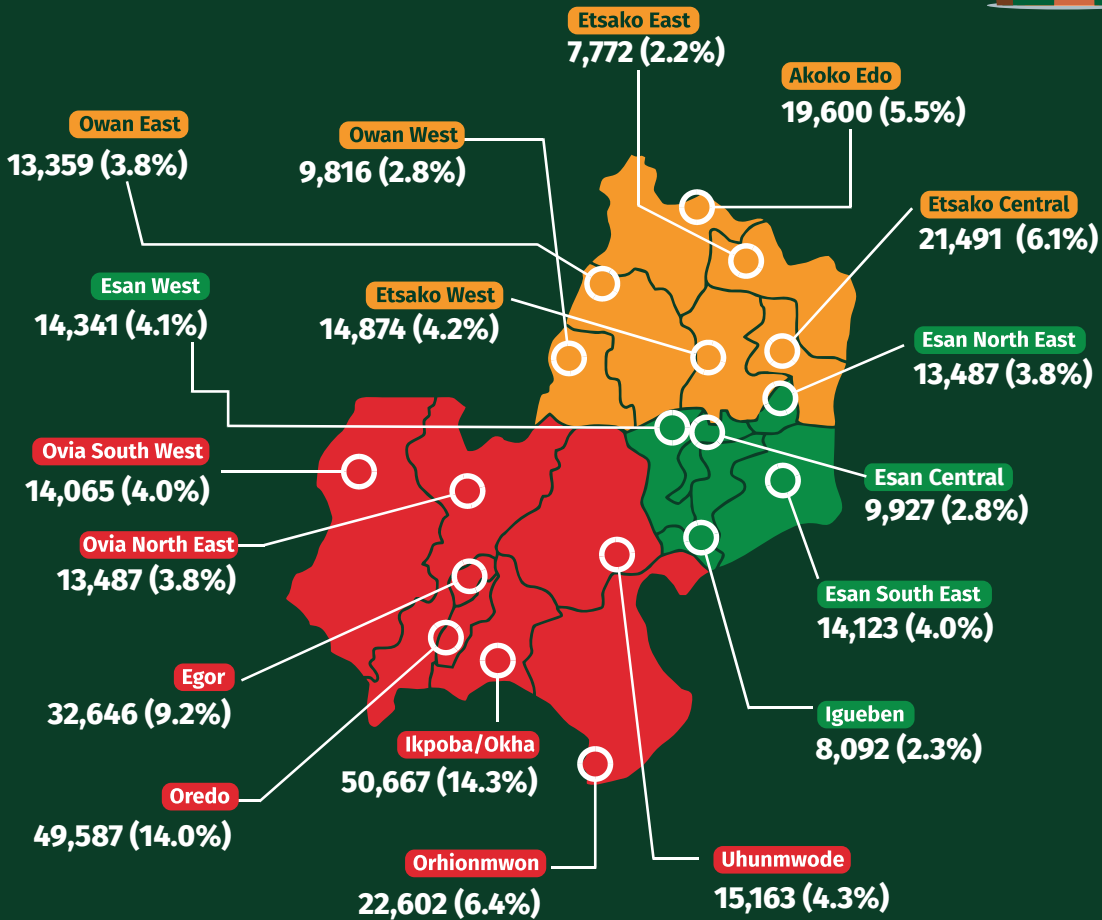 Etsako East
7,772 (2.2%)
Akoko Edo
19,600 (5.5%)
Owan East
13,359 (3.8%)
Owan West
9,816 (2.8%)
Etsako Central
21,491 (6.1%)
Esan West
14,341 (4.1%)
Etsako West
14,874 (4.2%)
Esan North East
13,487 (3.8%)
Ovia South West
14,065 (4.0%)
Esan Central
9,927 (2.8%)
Ovia North East
13,487 (3.8%)
Esan South East
14,123 (4.0%)
Egor
32,646 (9.2%)
Igueben
8,092 (2.3%)
Ikpoba/Okha
50,667 (14.3%)
Oredo
49,587 (14.0%)
Orhionmwon
22,602 (6.4%)
Uhunmwode
15,163 (4.3%)